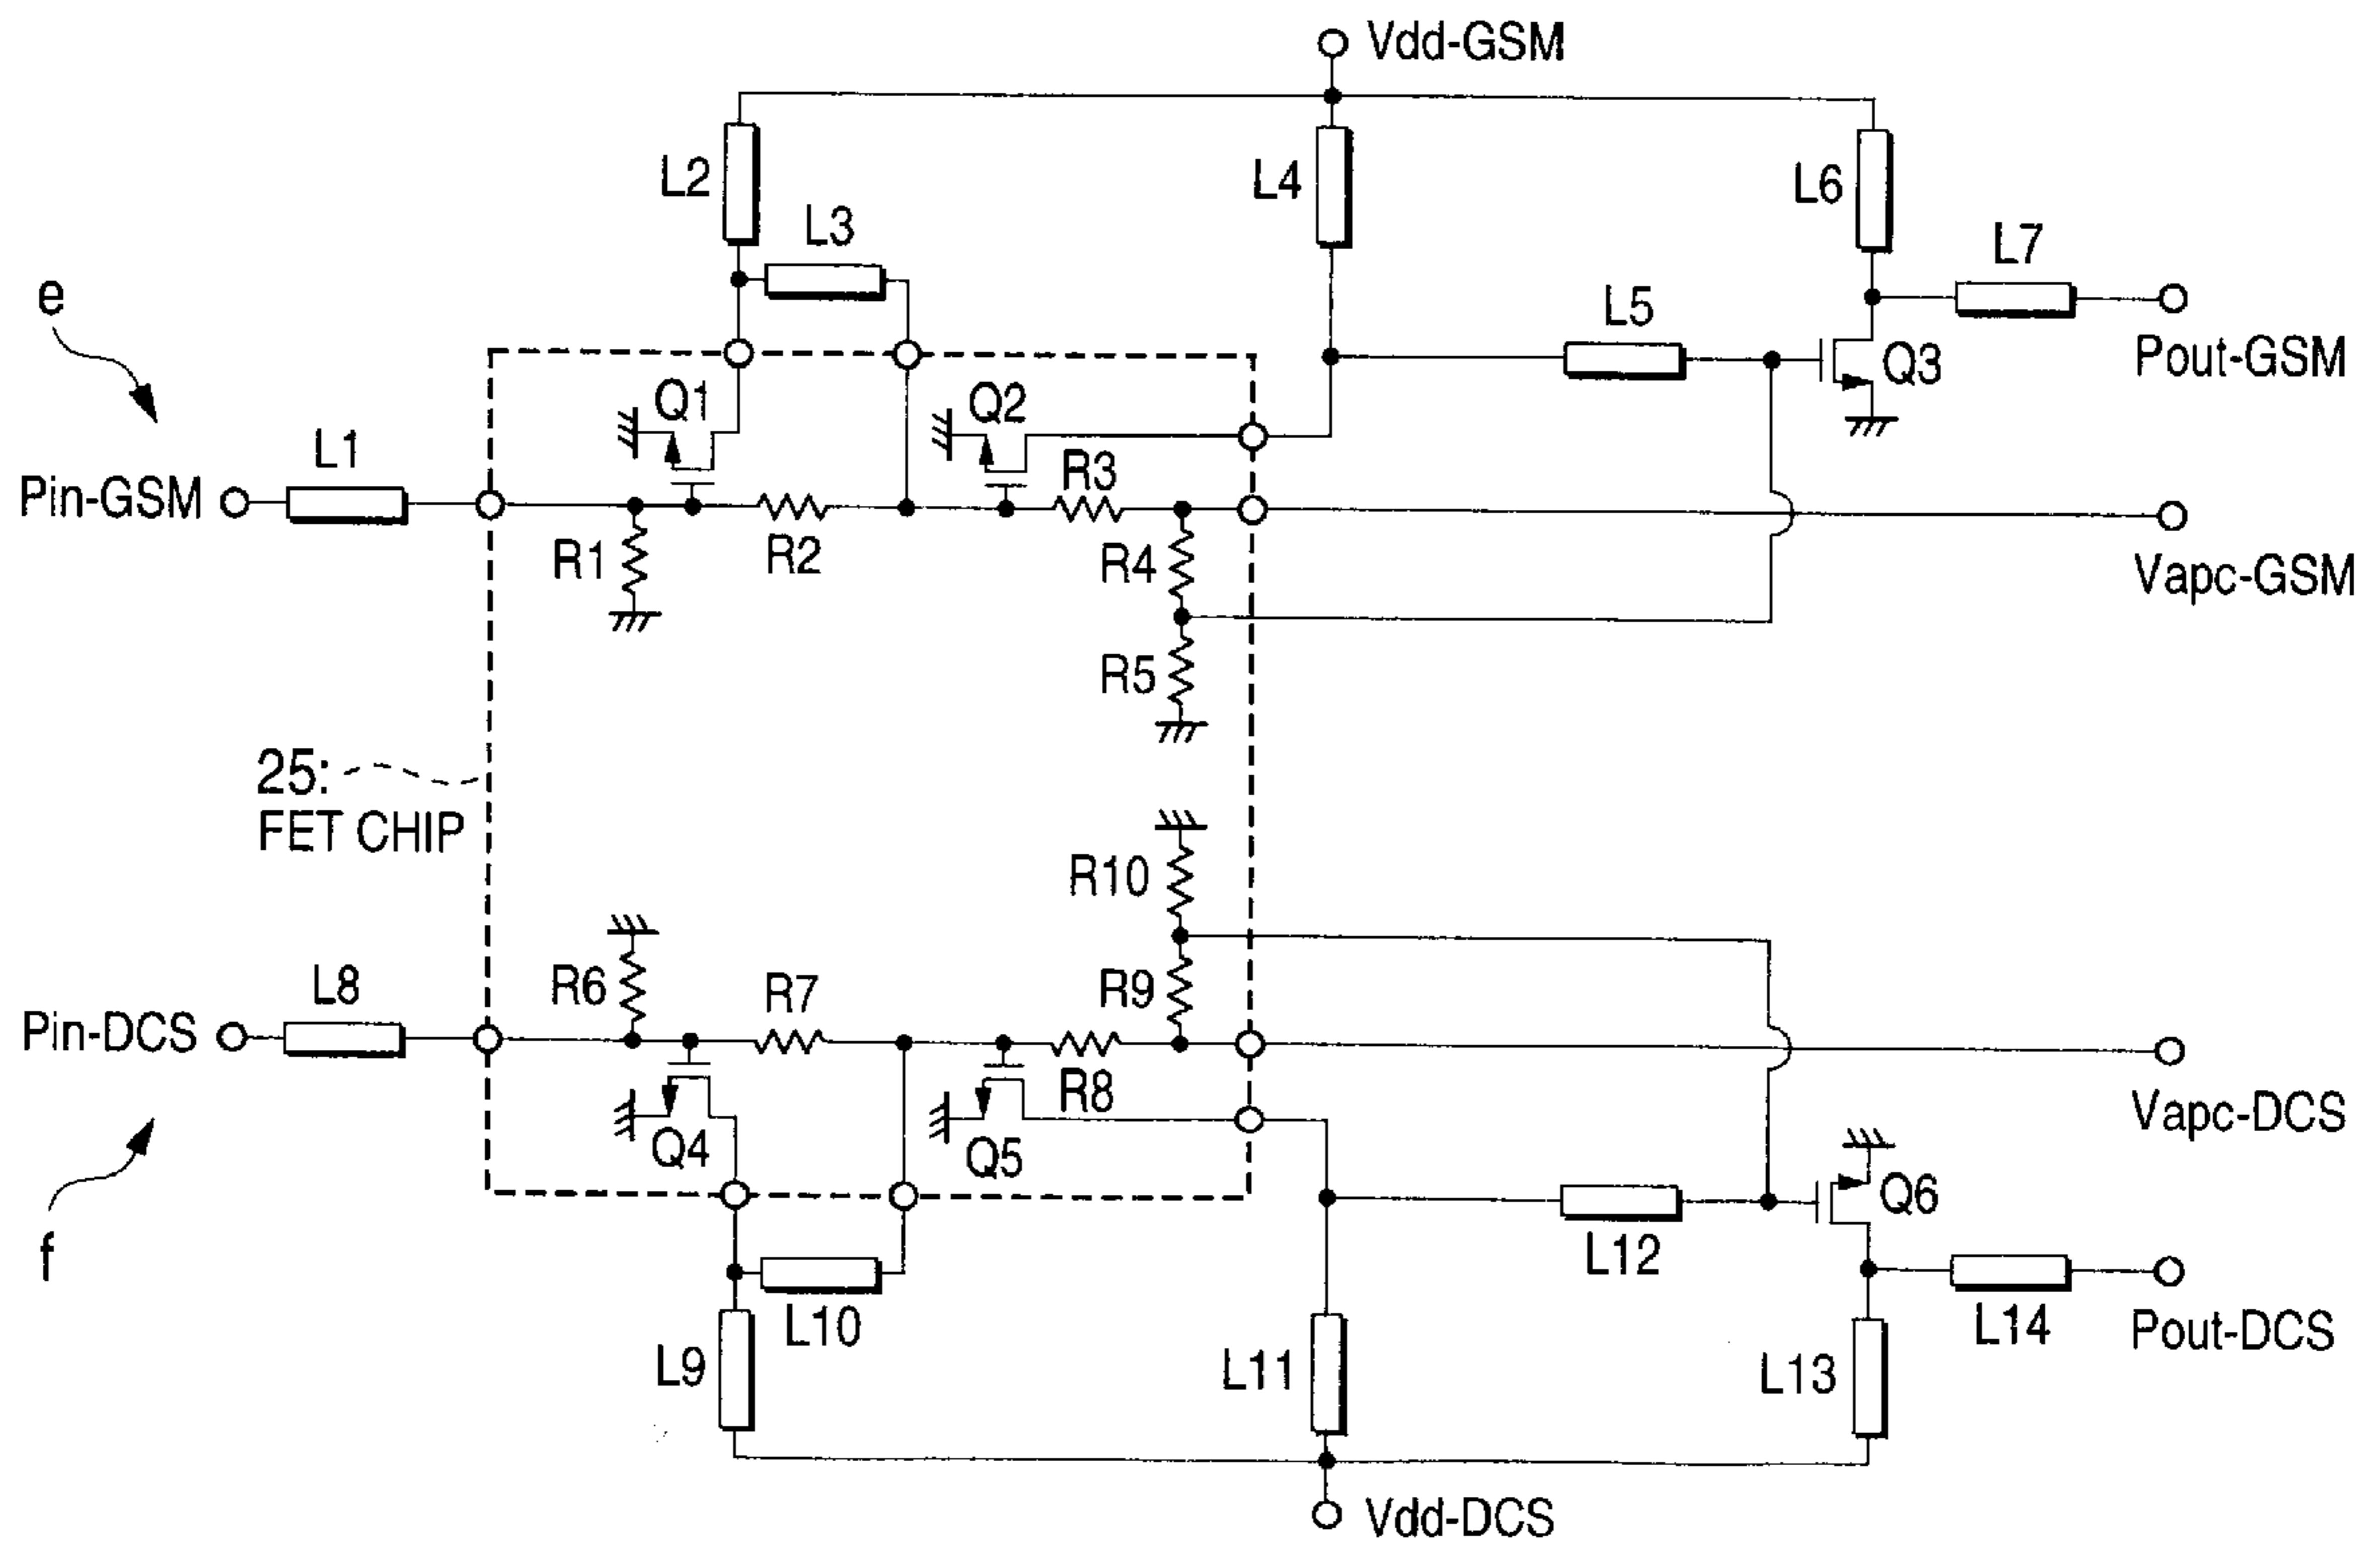 Vdd-GSM
L2
L4
L6
L3
L7
e
L5
Pout-GSM
Q3
Q1
Q2
L1
R3
Pin-GSM
R1
R2
R4
Vapc-GSM
R5
25:
FET CHIP
R10
L8
R6
R7
R9
Pin-DCS
R8
Vapc-DCS
Q4
Q5
Q6
f
L12
L10
L14
Pout-DCS
L9
L11
L13
Vdd-DCS